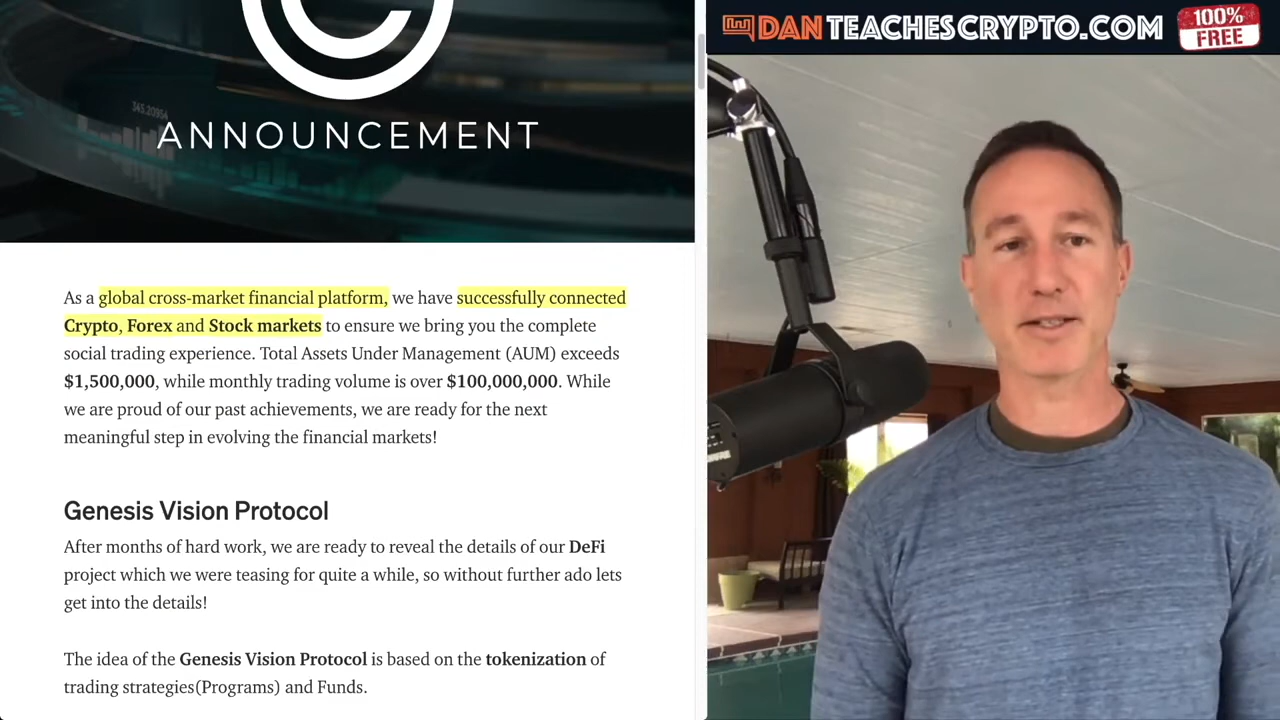 DANTEACHESCRYPTO.COM
100%
FREE
345.20954
ANNOUNCEMENT
As a global cross-market financial platform, we have successfully connected
Crypto, Forex and Stock markets to ensure we bring you the complete
social trading experience. Total Assets Under Management (AUM) exceeds
$1,500,000, while monthly trading volume is over $100,000,000. While
we are proud of our past achievements, we are ready for the next
meaningful step in evolving the financial markets!
Genesis Vision Protocol
After months of hard work, we are ready to reveal the details of our DeFi
project which we were teasing for quite a while, so without further ado lets
get into the details!
The idea of the Genesis Vision Protocol is based on the tokenization of
trading strategies(Programs) and Funds.